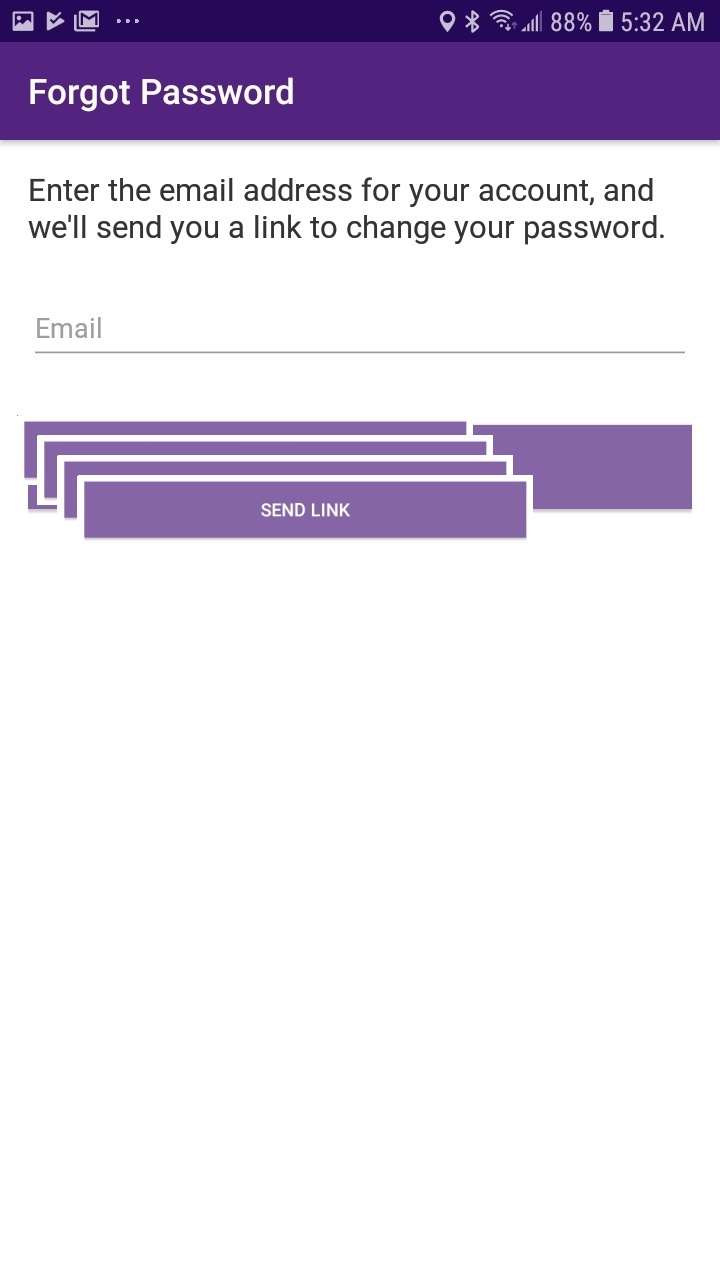 88% 5:32 AM
Forgot Password
Enter the email address for your account, and
we'll send you a link to change your password.
Email
SEND LINK